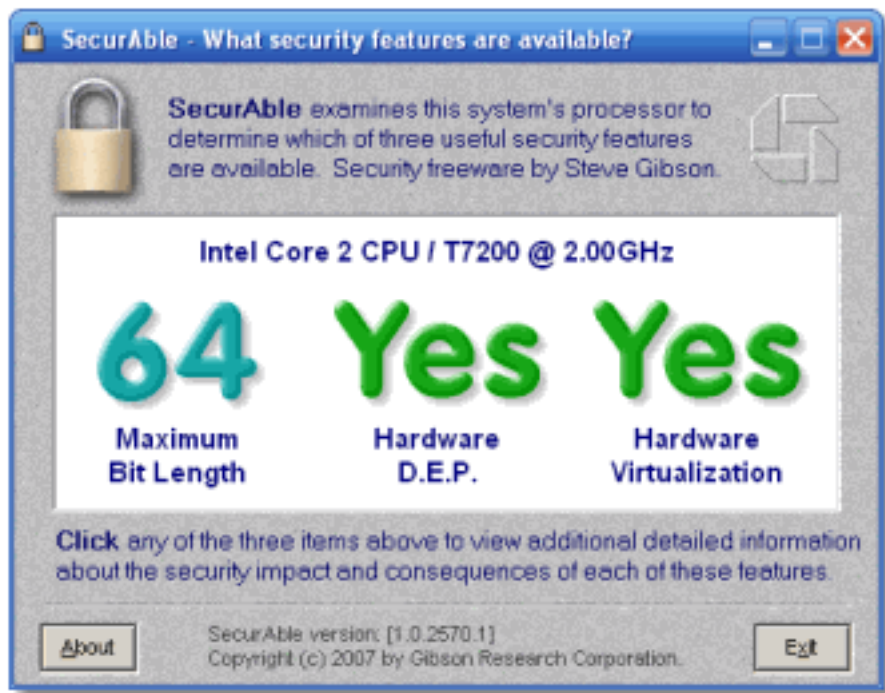 SecurAble - What security features are available?
SecurAble examines this system's processor to
determine which of three useful security features
are available. Security freeware by Steve Gibson.
Intel Core 2 CPU / T7200 @ 2.00GHz
64 Yes Yes
Maximum Hardware Hardware
Bit Length D.E.P. Virtualization
Click any of the three items above to view additional detailed information
about the security impact and consequences of each of these features.
About
SecurAble version: [1.0.2570.1]
Copyright (c) 2007 by Gibson Research Corporation.
Exit